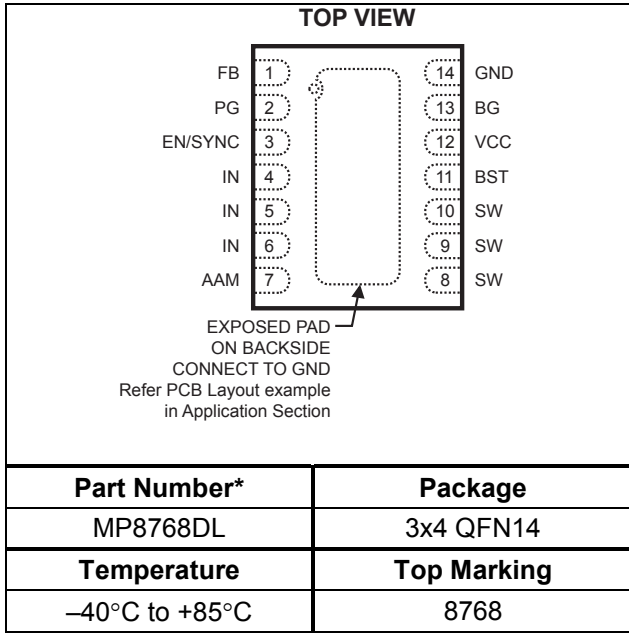 TOP VIEW
FB 1 14 GND
PG 2 13 BG
EN/SYNC 3 12 VCC
IN 4 11 BST
IN 5 10 SW
IN 6 9 SW
AAM 7 8 SW
EXPOSED PAD
ON BACKSIDE
CONNECT TO GND
Refer PCB Layout example
in Application Section
Part Number* Package
MP8768DL 3x4 QFN14
Temperature Top Marking
–40°C to +85°C 8768